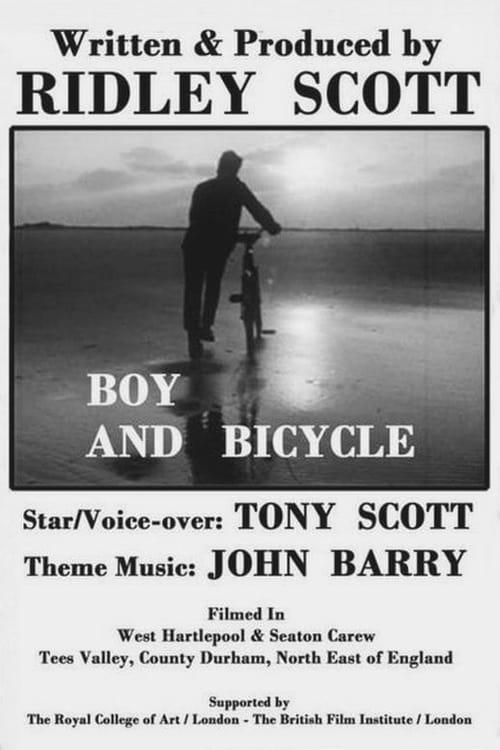 Written & Produced by
RIDLEY SCOTT
BOY
AND BICYCLE
Star/Voice-over: TONY SCOTT
Theme Music: JOHN BARRY
Filmed In
West Hartlepool & Seaton Carew
Tees Valley, County Durham, North East of England
Supported by
The Royal College of Art / London - The British Film Institute / London